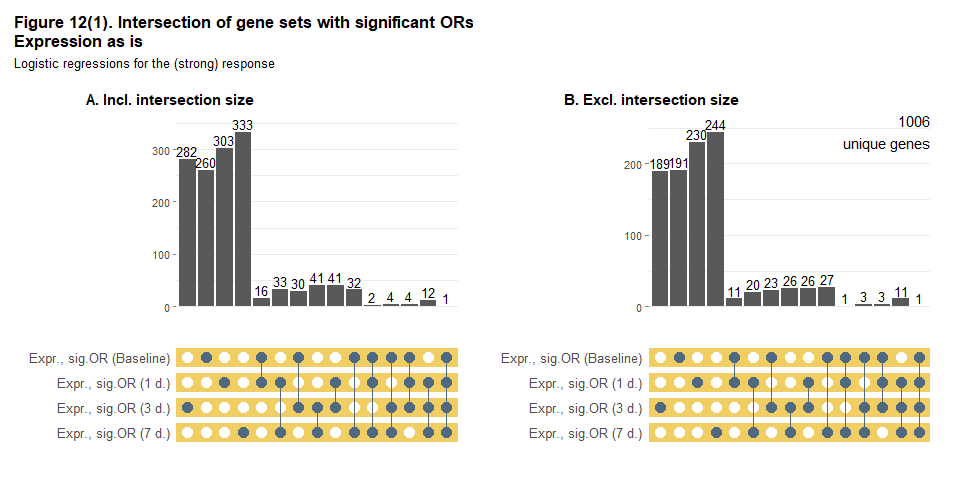 Figure 12(1). Intersection of gene sets with significant ORs
Expression as is
Logistic regressions for the (strong) response
A. Incl. intersection size
300
200
100
0
282
260
303
333
16
33
30
41
41
32
2
4
4
12
1
Expr., sig.OR (Baseline)
Expr., sig.OR (1 d.)
Expr., sig.OR (3 d.)
Expr., sig.OR (7 d.)
B. Excl. intersection size
1006
unique genes
200
100
0
189
191
230
244
11
20
23
26
26
27
1
3
3
11
1
Expr., sig.OR (Baseline)
Expr., sig.OR (1 d.)
Expr., sig.OR (3 d.)
Expr., sig.OR (7 d.)